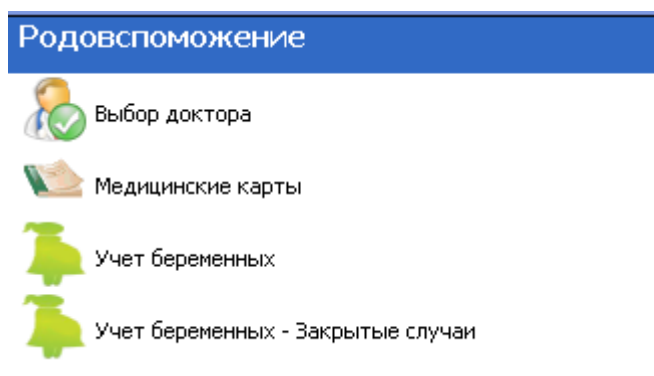 Родовспоможение
Выбор доктора
Медицинские карты
Учет беременных
Учет беременных - Закрытые случаи